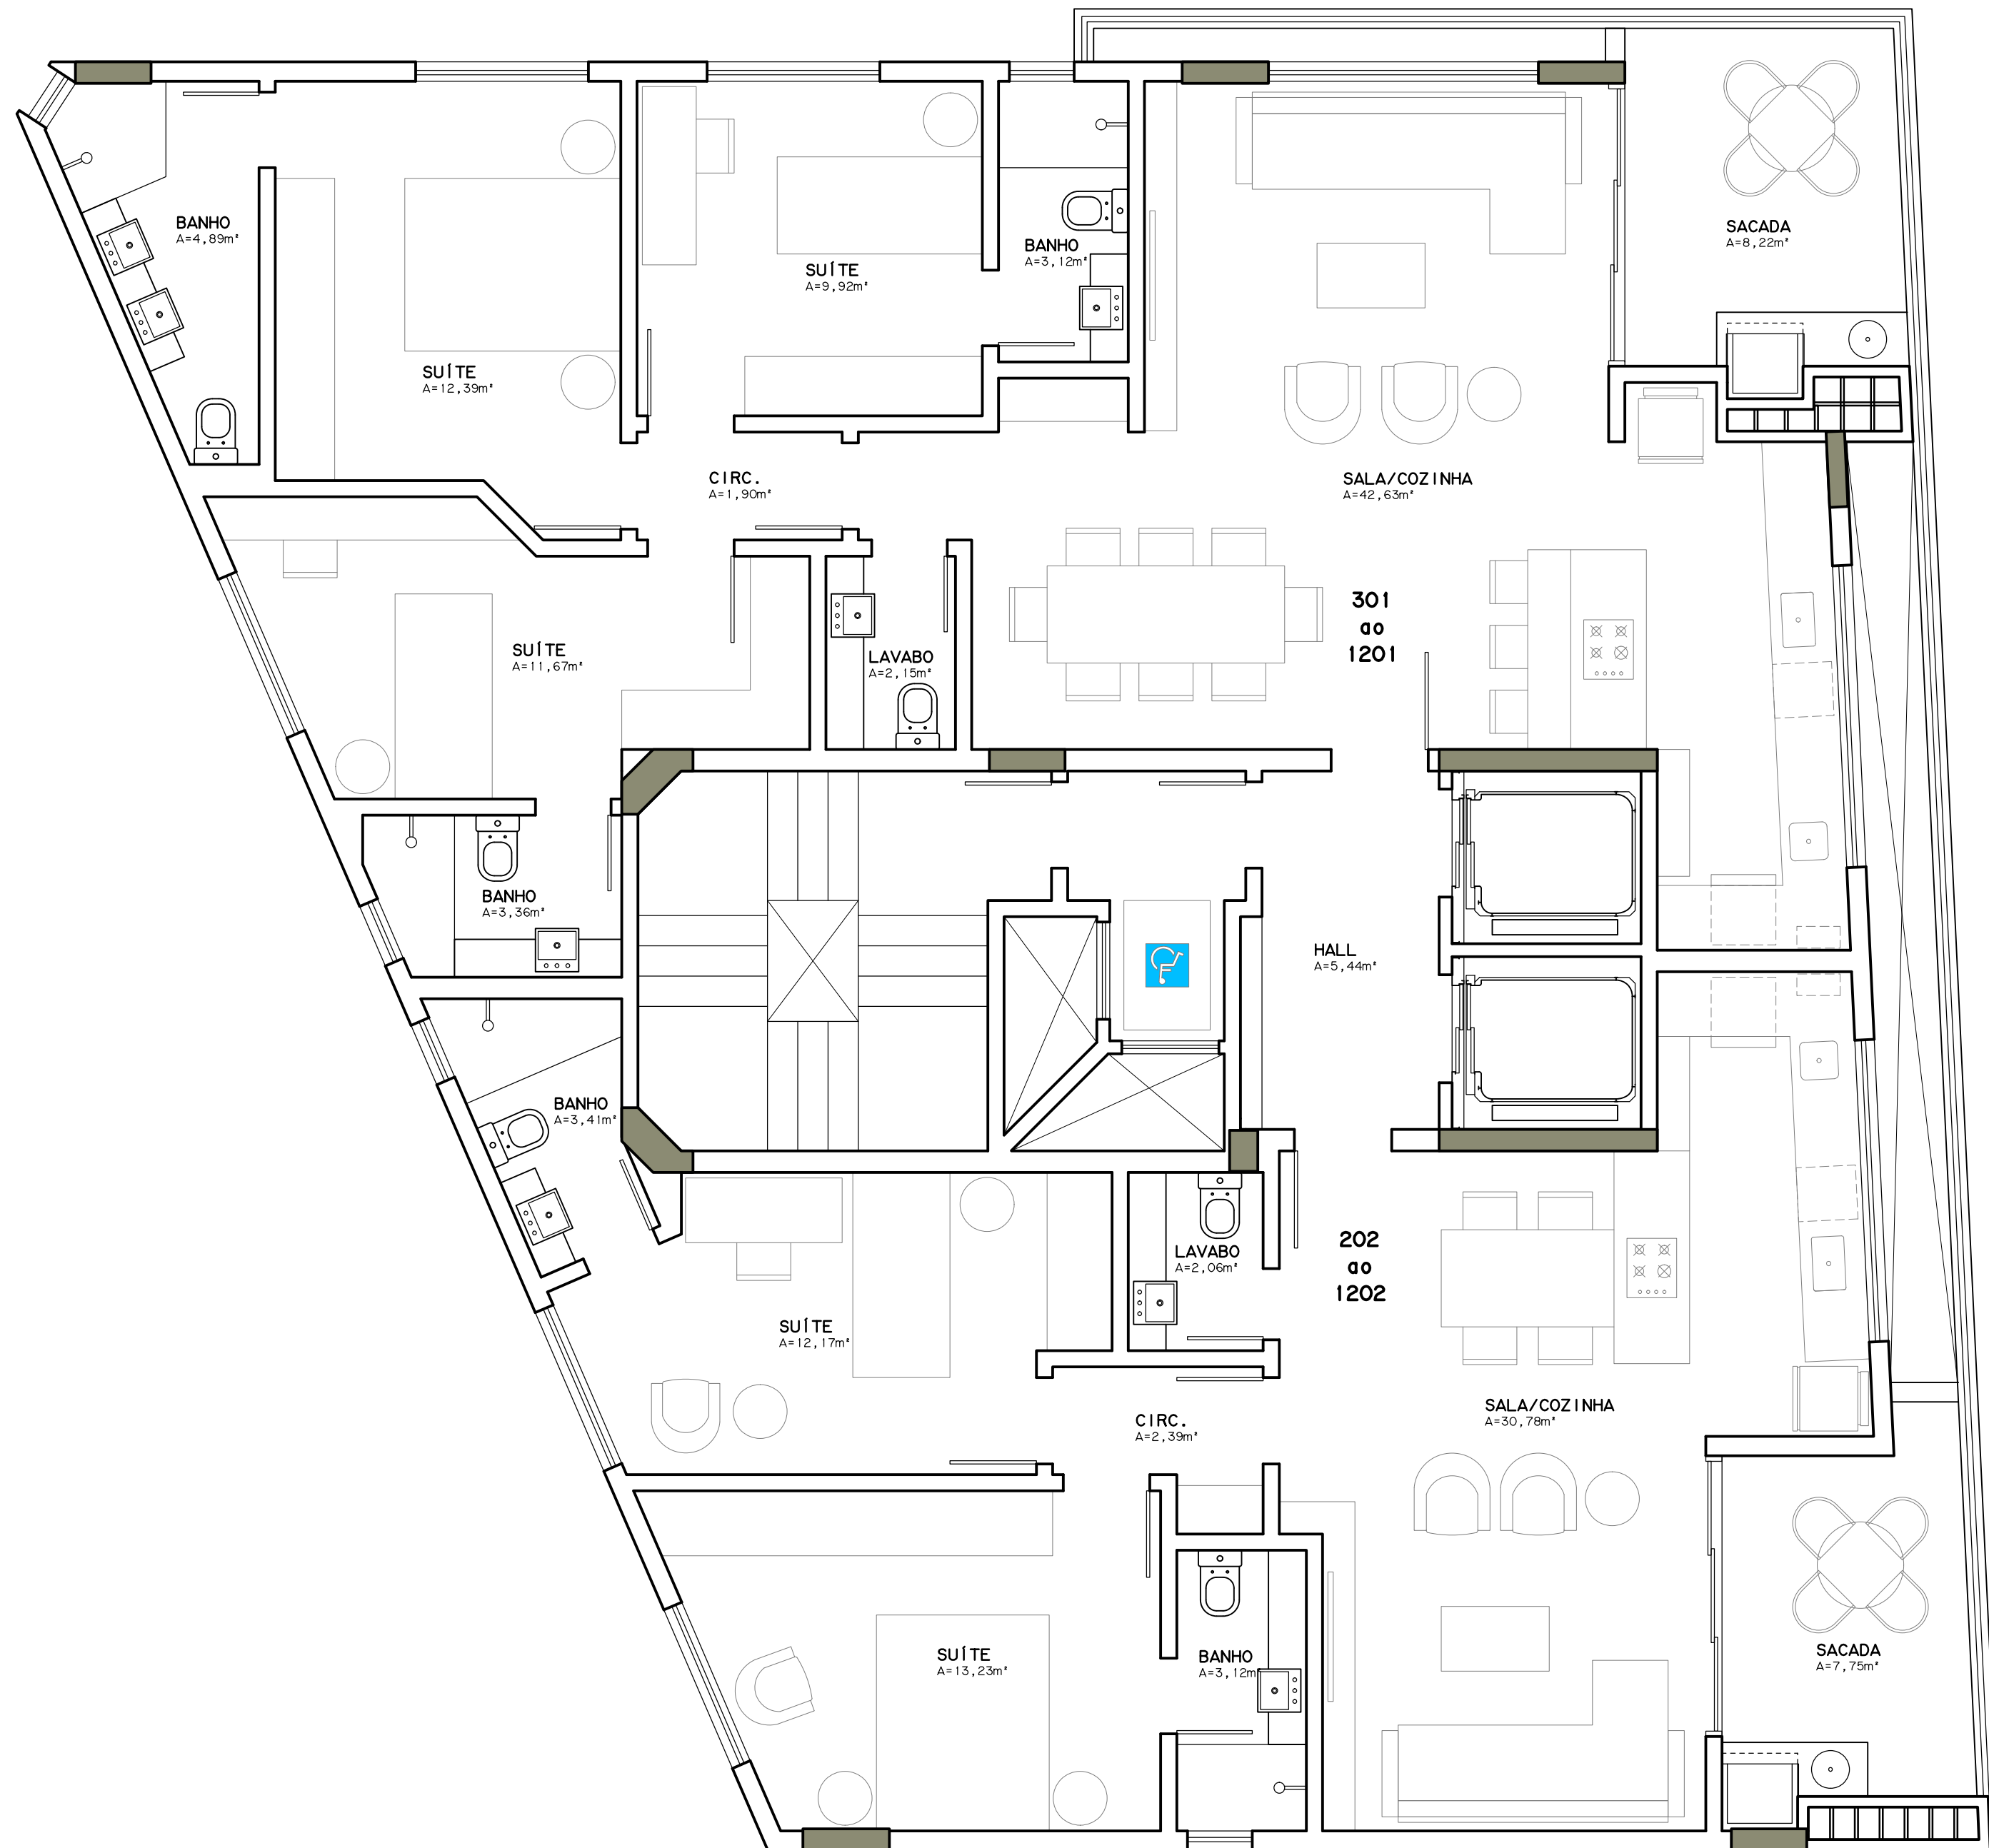 BANHO
A=4,89m²
SUÍTE
A=12,39m²
SUÍTE
A=9,92m²
BANHO
A=3,12m²
SACADA
A=8,22m²
CIRC.
A=1,90m²
SALA/COZINHA
A=42,63m²
SUÍTE
A=11,67m²
LAVABO
A=2,15m²
301
ao
1201
BANHO
A=3,36m²
HALL
A=5,44m²
BANHO
A=3,41m²
LAVABO
A=2,06m²
202
ao
1202
SUÍTE
A=12,17m²
CIRC.
A=2,39m²
SALA/COZINHA
A=30,78m²
SUÍTE
A=13,23m²
BANHO
A=3,12m
SACADA
A=7,75m²